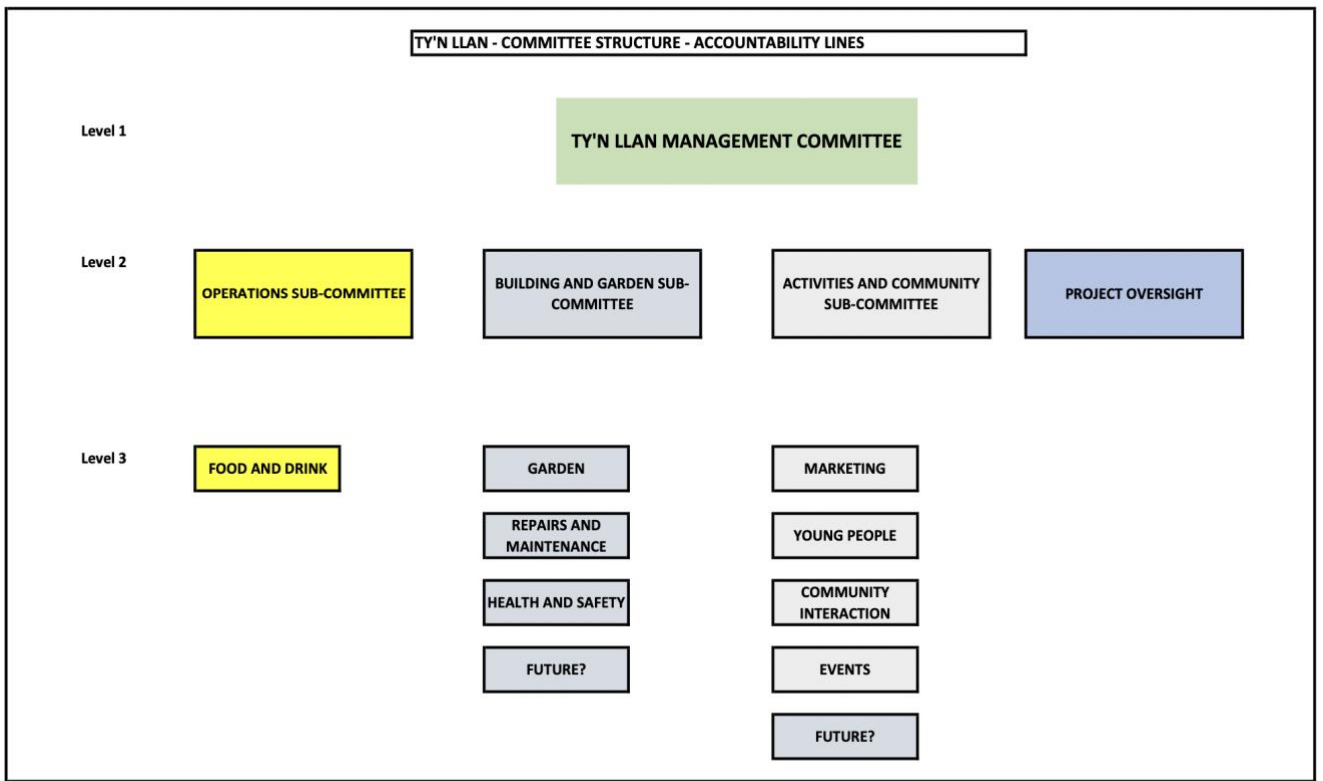 TY'N LLAN - COMMITTEE STRUCTURE - ACCOUNTABILITY LINES
Level 1
TY'N LLAN MANAGEMENT COMMITTEE
Level 2
OPERATIONS SUB-COMMITTEE
BUILDING AND GARDEN SUB-
COMMITTEE
ACTIVITIES AND COMMUNITY
SUB-COMMITTEE
PROJECT OVERSIGHT
Level 3
FOOD AND DRINK
GARDEN
MARKETING
REPAIRS AND
MAINTENANCE
YOUNG PEOPLE
HEALTH AND SAFETY
COMMUNITY
INTERACTION
FUTURE?
EVENTS
FUTURE?